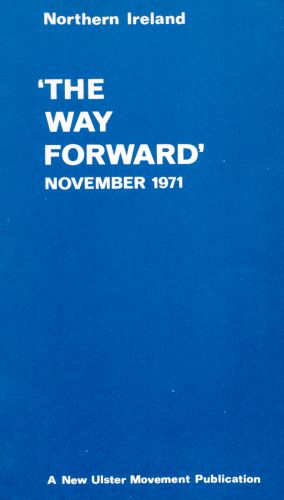 Northern Ireland
‘THE
WAY
FORWARD’
NOVEMBER 1971
A New Ulster Movement Publication